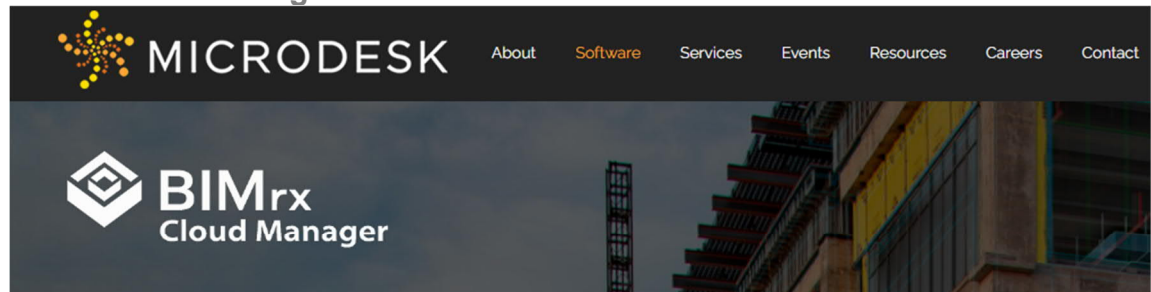 MICRODESK
About Software Services Events Resources Careers Contact
BIMrx
Cloud Manager